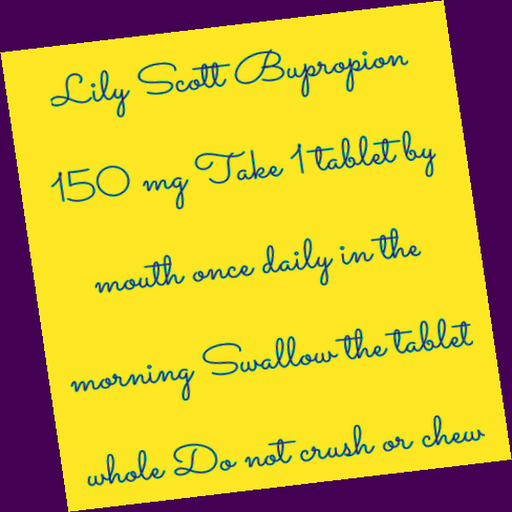 Lily Scott Bupropion
150 mg Take 1 tablet by
mouth once daily in the
morning Swallow the tablet
whole Do not crush or chew